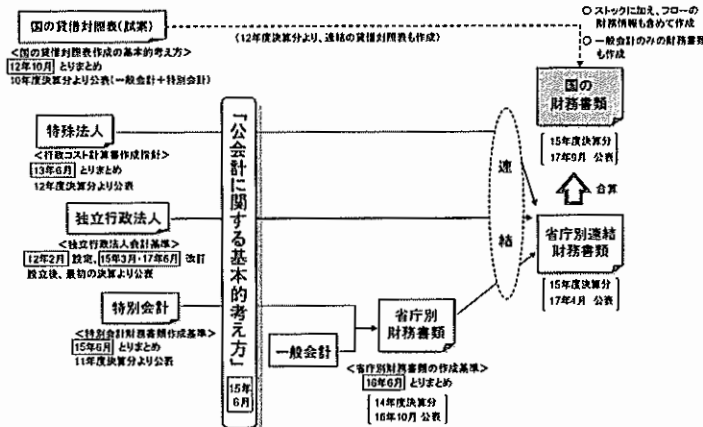 国の貸借対照表(試案)
<国の貸借対照表作成の基本的考え方>
12年10月 とりまとめ
10年度決算分より公表(一般会計+特別会計)
(12年度決算分より、連結の貸借対照表も作成)
○ ストックに加え、フローの
財務情報も含めて作成
○ 一般会計のみの財務書類
も作成
国の
財務書類
15年度決算分
17年9月 公表
合算
特殊法人
<行政コスト計算書作成指針>
13年6月 とりまとめ
12年度決算分より公表
独立行政法人
<独立行政法人会計基準>
12年2月 設定、15年3月・17年6月 改訂
設立後、最初の決算より公表
特別会計
<特別会計財務書類作成基準>
15年6月 とりまとめ
11年度決算分より公表
「公会計に関する基本的考え方」
15年
6月
一般会計
省庁別
財務書類
<省庁別財務書類の作成基準>
16年6月 とりまとめ
14年度決算分
16年10月 公表
連結
省庁別連結
財務書類
15年度決算分
17年4月 公表